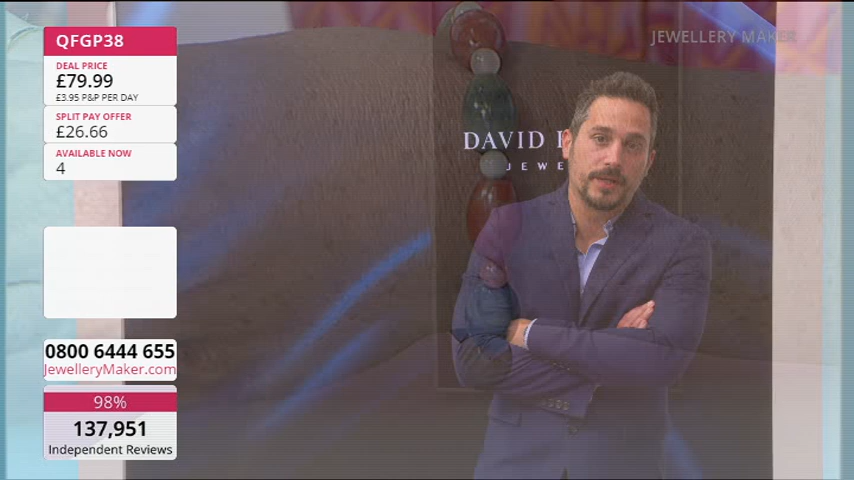 QFGP38
DEAL PRICE
£79.99
£3.95 P&P PER DAY
SPLIT PAY OFFER
£26.66
AVAILABLE NOW
4
0800 6444 655
JewelleryMaker.com
98%
137,951
Independent Reviews
JEWELLERY MAKER
DAVID
JEWE